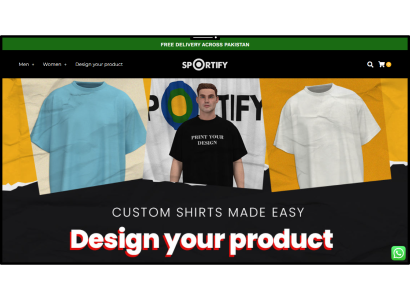 FREE DELIVERY ACROSS PAKISTAN
Men
Women
Design your product
SPORTIFY
PORTIFY
PRINT YOUR
DESIGN
CUSTOM SHIRTS MADE EASY
Design your product